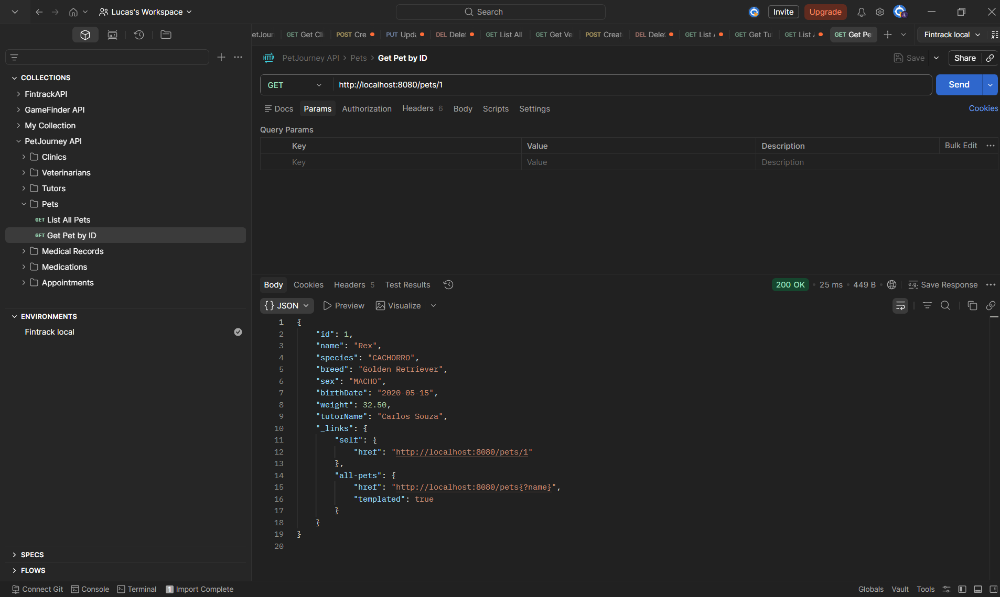 Lucas's Workspace
Search
Invite
Upgrade
GET Get Cli
POST Cre
PUT Upda
DEL Dele
GET List All
GET Get Ve
POST Creat
DEL Dele
GET List
GET Get Tu
GET List
GET Get Pe
Fintrack local
HTTP
PetJourney API > Pets > Get Pet by ID
Save
Share
GET
http://localhost:8080/pets/1
Send
Docs
Params
Authorization
Headers 6
Body
Scripts
Settings
Cookies
Query Params
Key
Value
Description
Bulk Edit
Key
Value
Description
COLLECTIONS
FintrackAPI
GameFinder API
My Collection
PetJourney API
Clinics
Veterinarians
Tutors
Pets
GET List All Pets
GET Get Pet by ID
Medical Records
Medications
Appointments
ENVIRONMENTS
Fintrack local
SPECS
FLOWS
Body
Cookies
Headers 5
Test Results
200 OK • 25 ms • 449 B
e.g. Save Response
{} JSON
Preview
Visualize
1 {
2 "id": 1,
3 "name": "Rex",
4 "species": "CACHORRO",
5 "breed": "Golden Retriever",
6 "sex": "MACHO",
7 "birthDate": "2020-05-15",
8 "weight": 32.50,
9 "tutorName": "Carlos Souza",
10 "_links": {
11 "self": {
12 "href": "http://localhost:8080/pets/1"
13 },
14 "all-pets": {
15 "href": "http://localhost:8080/pets{?name}",
16 "templated": true
17 }
18 }
19 }
20
Connect Git
Console
Terminal
1 Import Complete
Globals
Vault
Tools